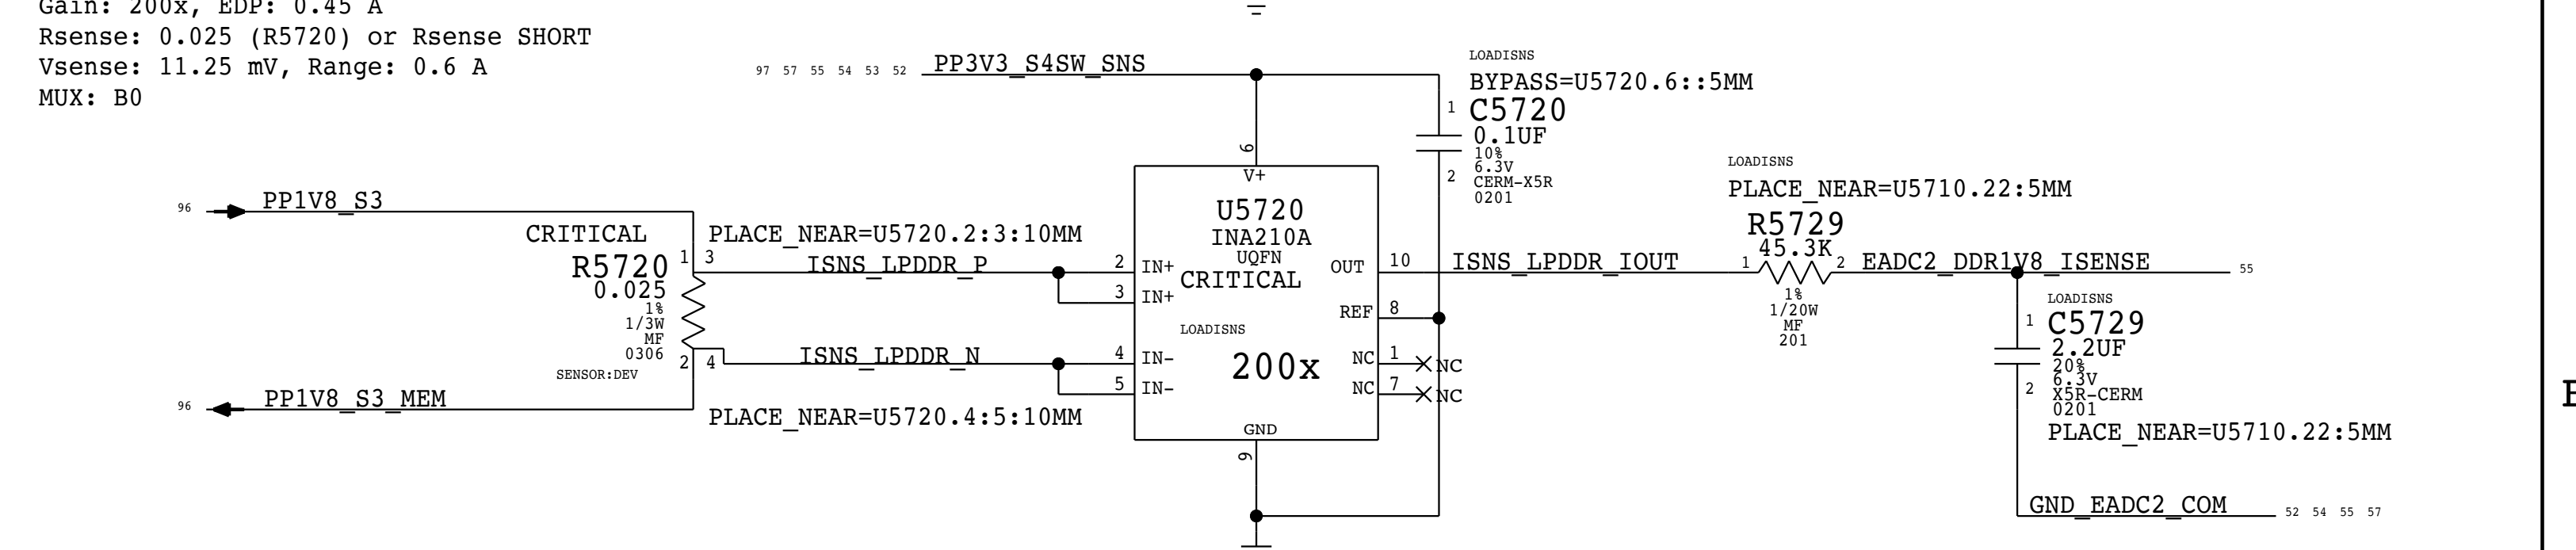 Gain: 200x, EDP: 0.45 A
Rsense: 0.025 (R5720) or Rsense SHORT
Vsense: 11.25 mV, Range: 0.6 A
MUX: B0
97 57 55 54 53 52 PP3V3_S4SW_SNS
LOADISNS
BYPASS=U5720.6::5MM
1 C5720
0.1UF
10%
6.3V
2 CERM-X5R
0201
6
V+
U5720
INA210A
UQFN
CRITICAL
LOADISNS
200x
96 PP1V8_S3
CRITICAL
R5720
0.025
1%
1/3W
MF
0306
SENSOR:DEV
1 3
2 4
PLACE_NEAR=U5720.2:3:10MM
ISNS_LPDDR_P
2 IN+
3 IN+
ISNS_LPDDR_N
4 IN-
5 IN-
PLACE_NEAR=U5720.4:5:10MM
96 PP1V8_S3_MEM
OUT 10
REF 8
NC 1 NC
NC 7 NC
GND
9
ISNS_LPDDR_IOUT
LOADISNS
PLACE_NEAR=U5710.22:5MM
R5729
45.3K
1 2
1%
1/20W
MF
201
EADC2_DDR1V8_ISENSE 55
LOADISNS
1 C5729
2.2UF
20%
6.3V
2 X5R-CERM
0201
PLACE_NEAR=U5710.22:5MM
GND_EADC2_COM 52 54 55 57